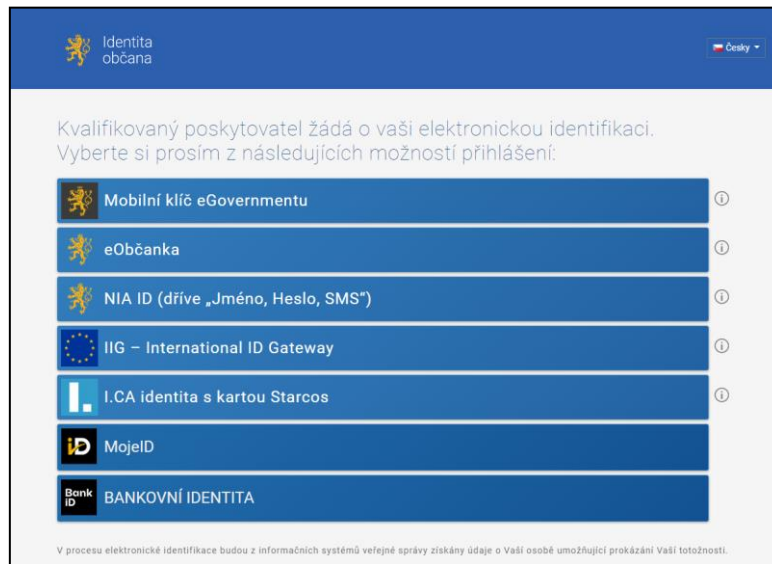 Identita
občana
Česky
Kvalifikovaný poskytovatel žádá o vaši elektronickou identifikaci.
Vyberte si prosím z následujících možností přihlášení:
Mobilní klíč eGovernmentu
eObčanka
NIA ID (dříve „Jméno, Heslo, SMS“)
IIG – International ID Gateway
I.CA identita s kartou Starcos
iD MojeID
Bank iD BANKOVNÍ IDENTITA
V procesu elektronické identifikace budou z informačních systémů veřejné správy získány údaje o Vaší osobě umožňující prokázání Vaší totožnosti.